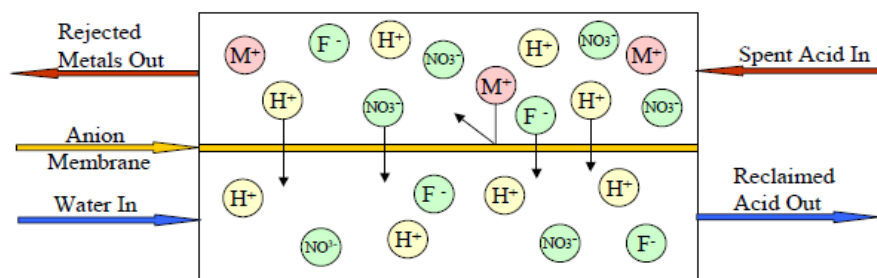 Rejected
Metals Out
Spent Acid In
Anion
Membrane
Water In
Reclaimed
Acid Out
M⁺
F⁻
H⁺
NO3⁻
H⁺
NO3⁻
M⁺
H⁺
NO3⁻
M⁺
F⁻
H⁺
NO3⁻
H⁺
F⁻
H⁺
H⁺
NO³⁻
H⁺
NO3⁻
F⁻